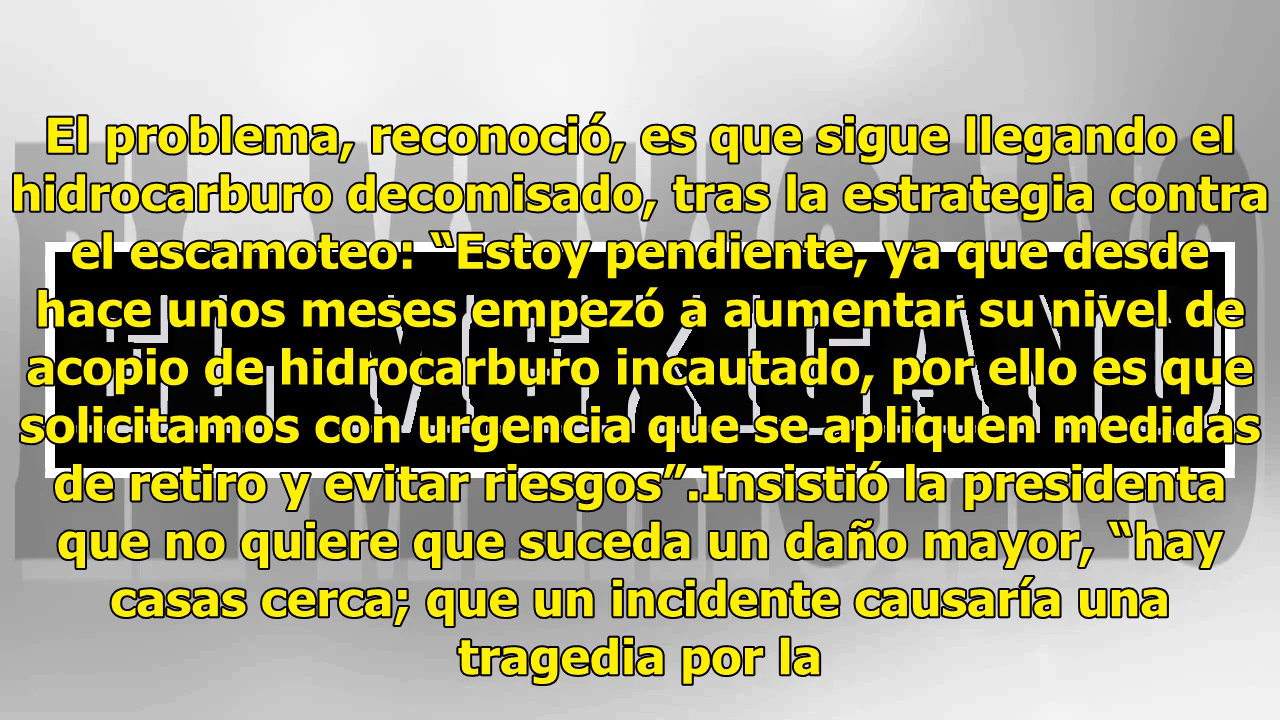 El problema, reconoció, es que sigue llegando el
hidrocarburo decomisado, tras la estrategia contra
el escamoteo: “Estoy pendiente, ya que desde
hace unos meses empezó a aumentar su nivel de
acopio de hidrocarburo incautado, por ello es que
solicitamos con urgencia que se apliquen medidas
de retiro y evitar riesgos”.Insistió la presidenta
que no quiere que suceda un daño mayor, “hay
casas cerca; que un incidente causaría una
tragedia por la
EL MEXICANO